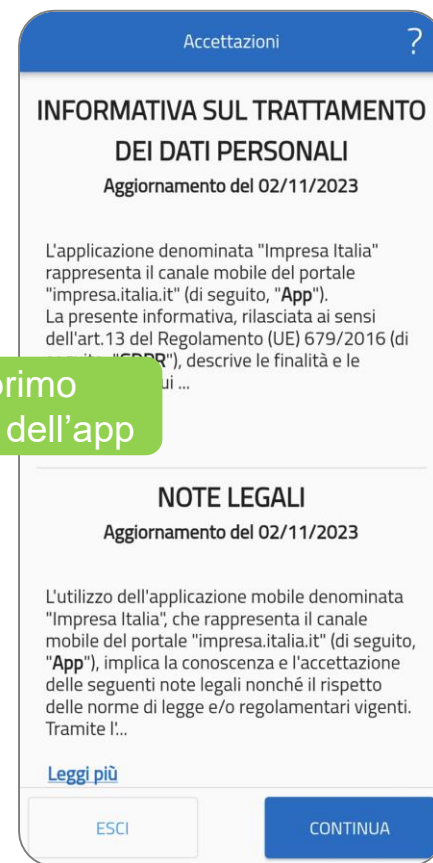 Accettazioni ?
INFORMATIVA SUL TRATTAMENTO
DEI DATI PERSONALI
Aggiornamento del 02/11/2023
L'applicazione denominata "Impresa Italia"
rappresenta il canale mobile del portale
"impresa.italia.it" (di seguito, "App").
La presente informativa, rilasciata ai sensi
dell'art.13 del Regolamento (UE) 679/2016 (di
"), descrive le finalità e le
...
primo
dell’app
NOTE LEGALI
Aggiornamento del 02/11/2023
L'utilizzo dell'applicazione mobile denominata
"Impresa Italia", che rappresenta il canale
mobile del portale "impresa.italia.it" (di seguito,
"App"), implica la conoscenza e l'accettazione
delle seguenti note legali nonché il rispetto
delle norme di legge e/o regolamentari vigenti.
Tramite l'...
Leggi più
ESCI
CONTINUA